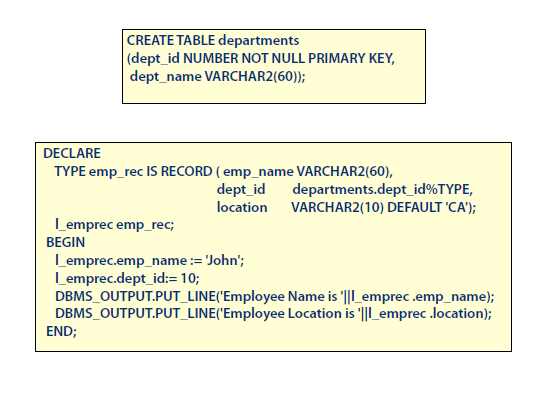 CREATE TABLE departments
(dept_id NUMBER NOT NULL PRIMARY KEY,
dept_name VARCHAR2(60));
DECLARE
TYPE emp_rec IS RECORD ( emp_name VARCHAR2(60),
dept_id departments.dept_id%TYPE,
location VARCHAR2(10) DEFAULT 'CA');
l_emprec emp_rec;
BEGIN
l_emprec.emp_name := 'John';
l_emprec.dept_id:= 10;
DBMS_OUTPUT.PUT_LINE('Employee Name is '||l_emprec .emp_name);
DBMS_OUTPUT.PUT_LINE('Employee Location is '||l_emprec .location);
END;